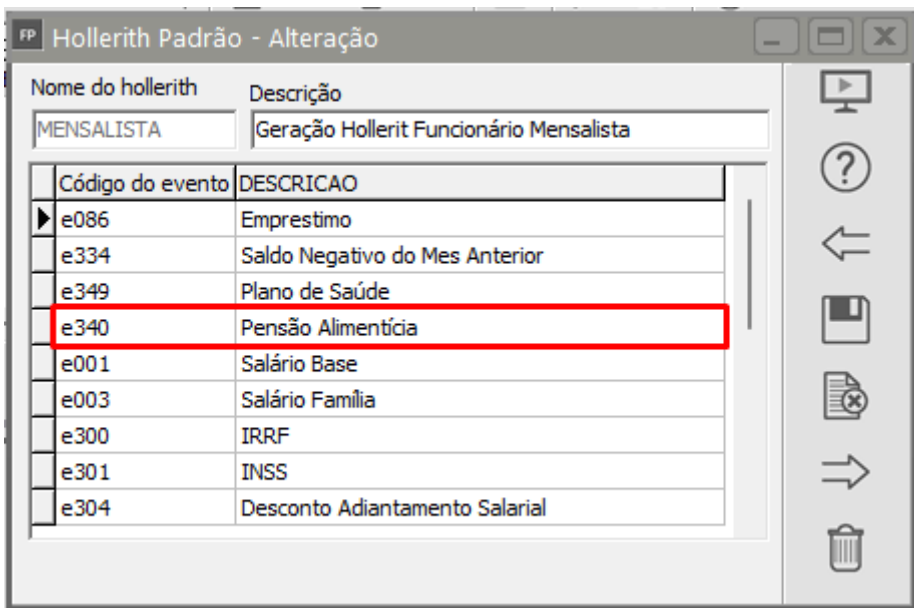 FP Hollerith Padrão - Alteração
Nome do hollerith Descrição
MENSALISTA Geração Hollerit Funcionário Mensalista
Código do evento DESCRICAO
e086 Emprestimo
e334 Saldo Negativo do Mes Anterior
e349 Plano de Saúde
e340 Pensão Alimentícia
e001 Salário Base
e003 Salário Família
e300 IRRF
e301 INSS
e304 Desconto Adiantamento Salarial